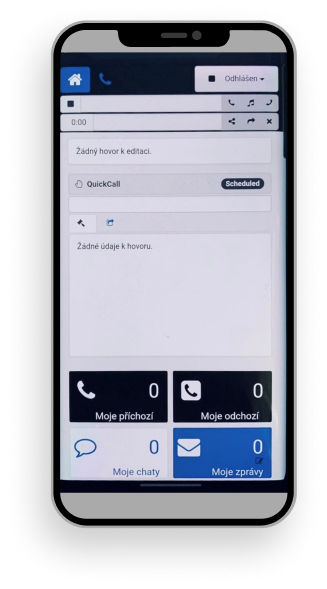 Odhlášen
0:00
Žádný hovor k editaci.
QuickCall
Scheduled
Žádné údaje k hovoru.
0
0
Moje příchozí
Moje odchozí
0
0
Moje chaty
Moje zprávy